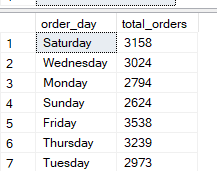 order_day total_orders
1 Saturday 3158
2 Wednesday 3024
3 Monday 2794
4 Sunday 2624
5 Friday 3538
6 Thursday 3239
7 Tuesday 2973